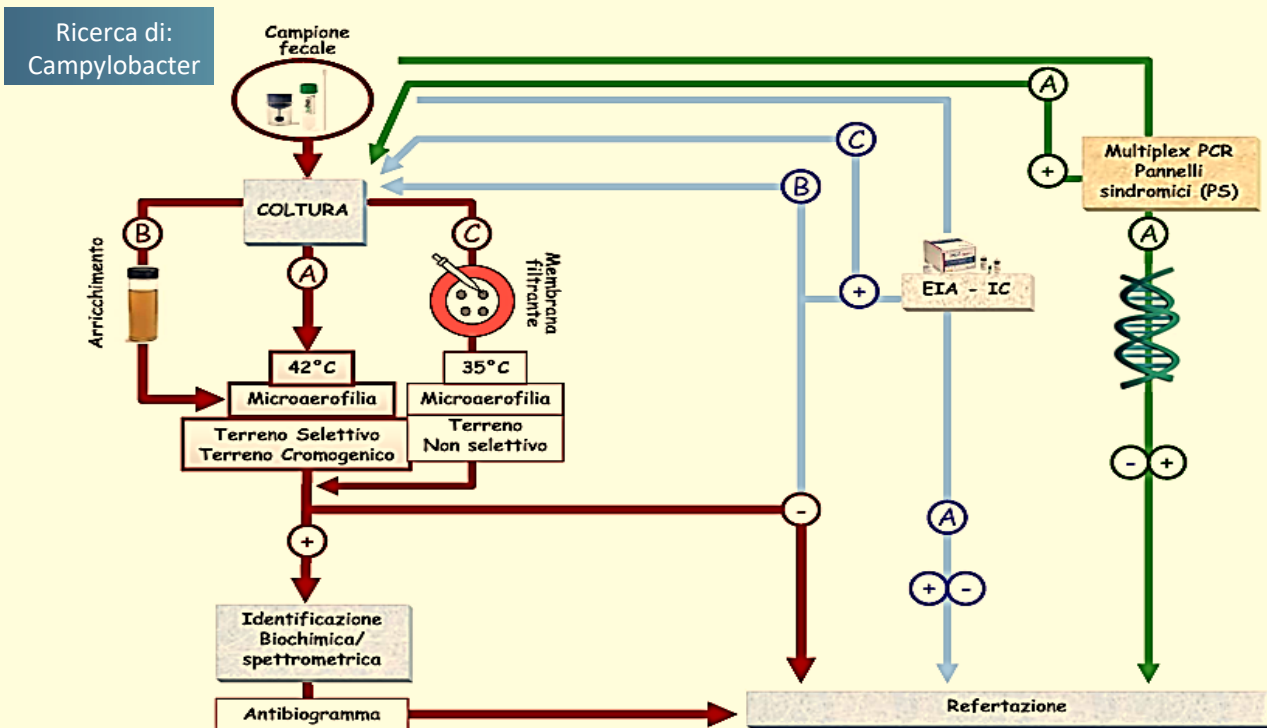 Ricerca di:
Campylobacter
Campione
fecale
A
C
B
+
Multiplex PCR
Pannelli
sindromici (PS)
COLTURA
B
C
A
A
Arricchimento
Membrana
filtrante
+
EIA - IC
42°C
Microaerofilia
Terreno Selettivo
Terreno Cromogenico
35°C
Microaerofilia
Terreno
Non selettivo
- +
-
A
+
+ -
Identificazione
Biochimica/
spettrometrica
Antibiogramma
Refertazione